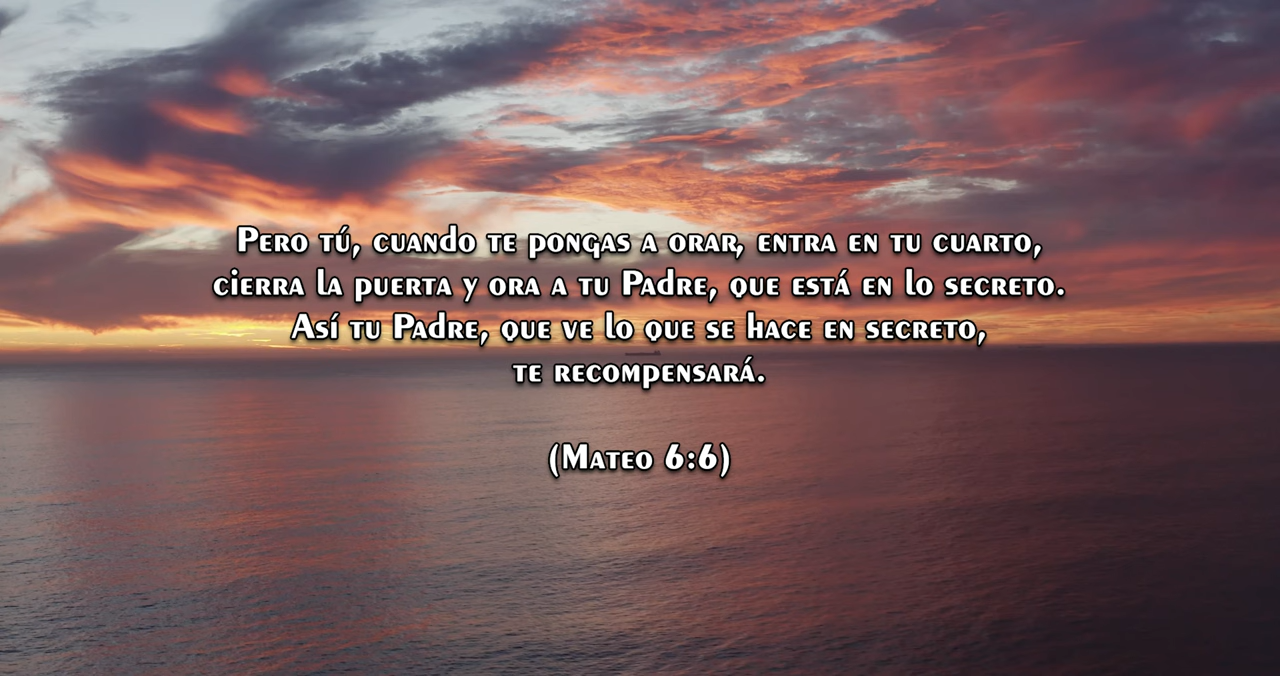 Pero tú, cuando te pongas a orar, entra en tu cuarto,
cierra la puerta y ora a tu Padre, que está en lo secreto.
Así tu Padre, que ve lo que se hace en secreto,
te recompensará.
(Mateo 6:6)